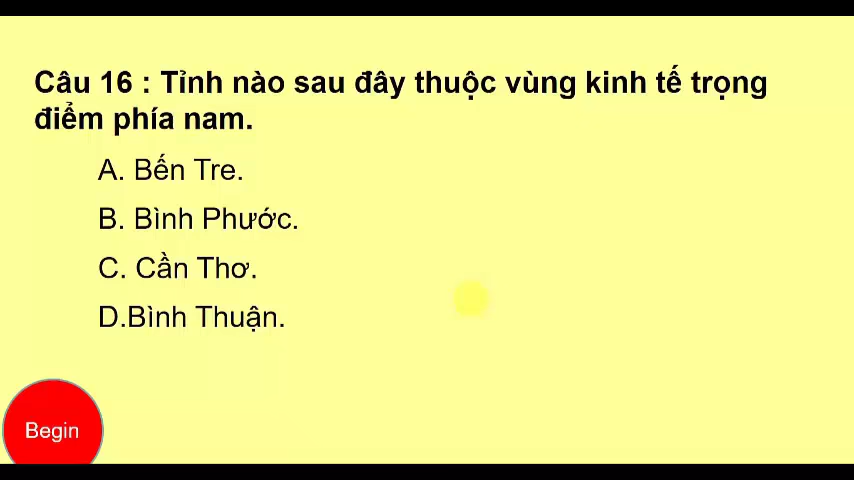 Câu 16 : Tỉnh nào sau đây thuộc vùng kinh tế trọng
điểm phía nam.
A. Bến Tre.
B. Bình Phước.
C. Cần Thơ.
D.Bình Thuận.
Begin